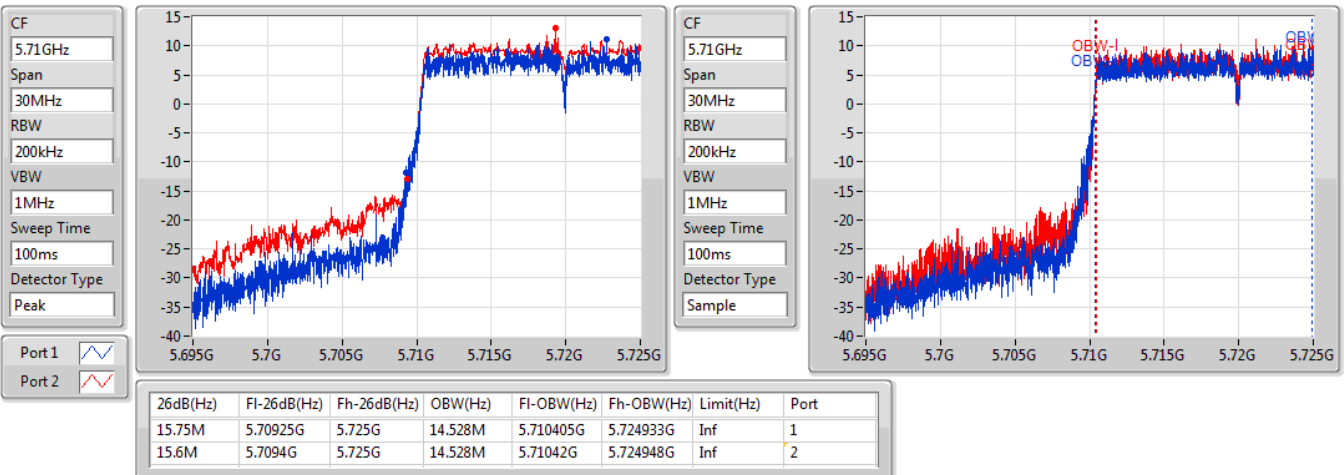 CF
5.71GHz
Span
30MHz
RBW
200kHz
VBW
1MHz
Sweep Time
100ms
Detector Type
Peak
Port 1
Port 2
15
10
5
0
-5
-10
-15
-20
-25
-30
-35
-40
5.695G 5.7G 5.705G 5.71G 5.715G 5.72G 5.725G
CF
5.71GHz
Span
30MHz
RBW
200kHz
VBW
1MHz
Sweep Time
100ms
Detector Type
Sample
15
10
5
0
-5
-10
-15
-20
-25
-30
-35
-40
OBW-l
5.695G 5.7G 5.705G 5.71G 5.715G 5.72G 5.725G
26dB(Hz) Fl-26dB(Hz) Fh-26dB(Hz) OBW(Hz) Fl-OBW(Hz) Fh-OBW(Hz) Limit(Hz) Port
15.75M 5.70925G 5.725G 14.528M 5.710405G 5.724933G Inf 1
15.6M 5.7094G 5.725G 14.528M 5.71042G 5.724948G Inf 2